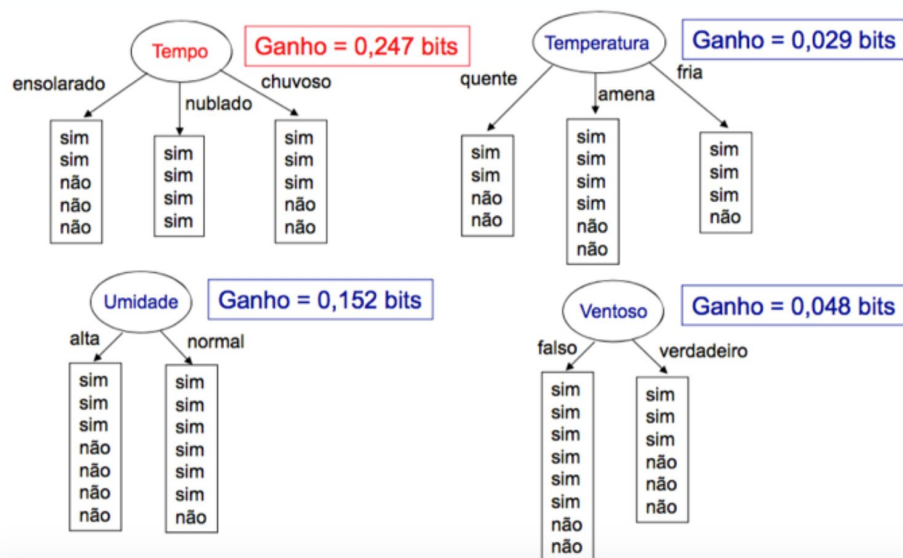 Tempo
Ganho = 0,247 bits
ensolarado
nublado
chuvoso
sim
sim
não
não
não
sim
sim
sim
sim
sim
sim
sim
não
não
Temperatura
Ganho = 0,029 bits
quente
amena
fria
sim
sim
não
não
sim
sim
sim
sim
não
não
sim
sim
sim
não
Umidade
Ganho = 0,152 bits
alta
normal
sim
sim
sim
não
não
não
não
sim
sim
sim
sim
sim
sim
não
Ventoso
Ganho = 0,048 bits
falso
verdadeiro
sim
sim
sim
sim
sim
sim
não
não
sim
sim
sim
não
não
não